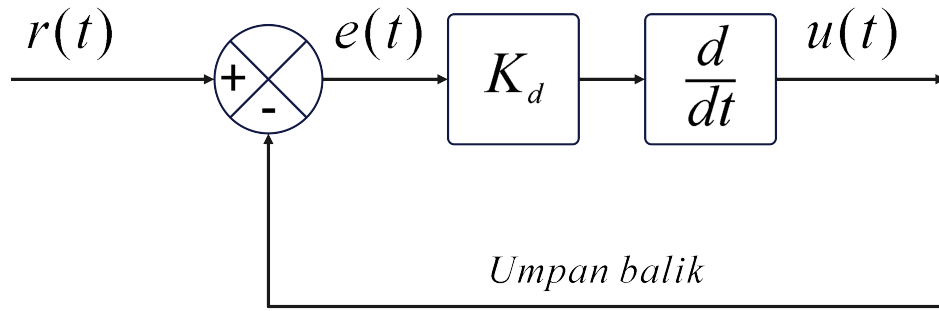 r(t)
+
-
e(t)
K_d
d/dt
u(t)
Umpan balik